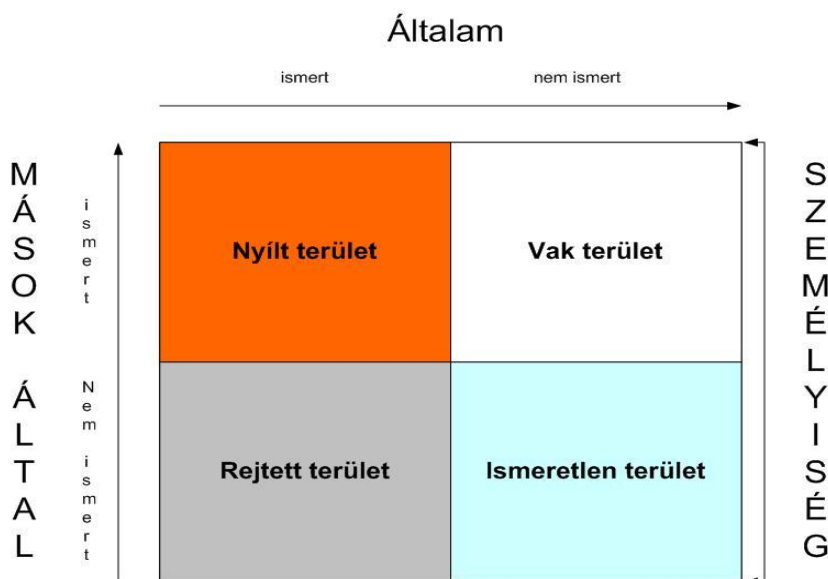 Általam
ismert nem ismert
MÁSOK ÁLTAL
ismert
Nem ismert
Nyílt terület
Vak terület
Rejtett terület
Ismeretlen terület
SZEMÉLYISÉG